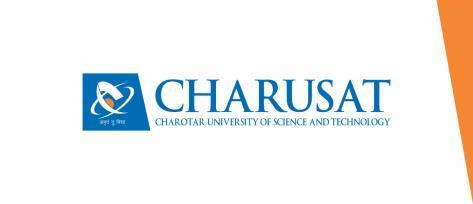 CHARUSAT
CHAROTAR UNIVERSITY OF SCIENCE AND TECHNOLOGY